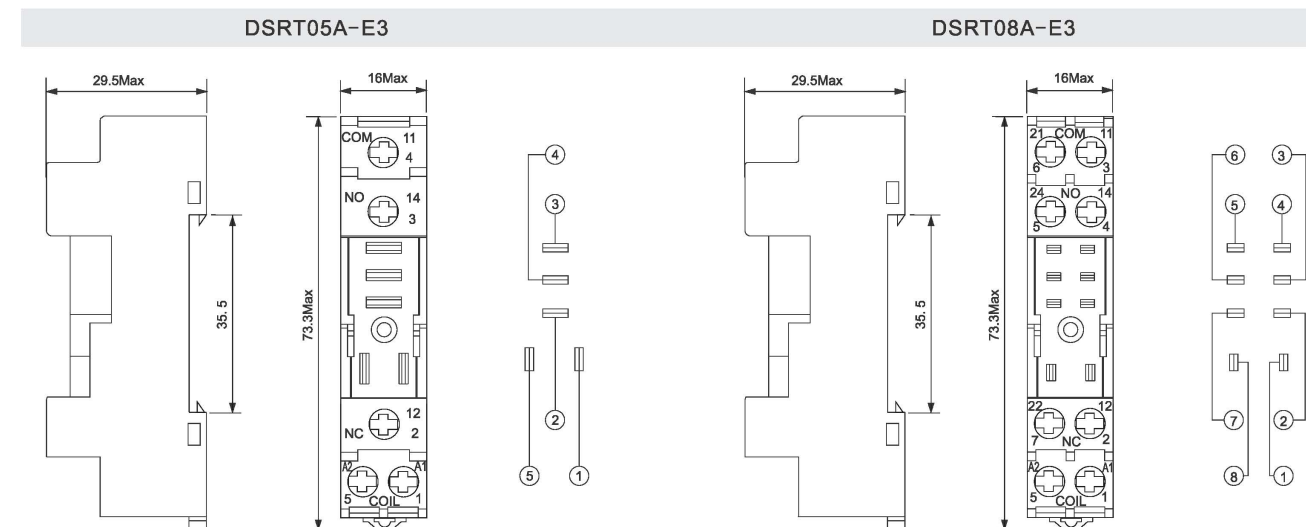 DSRT05A-E3
29.5Max
16Max
35.5
73.3Max
COM 11
4
NO 14
3
12
NC 2
A2 A1
5 COIL 1
4
3
2
5 1
DSRT08A-E3
29.5Max
16Max
35.5
73.3Max
21 COM 11
6 3
24 NO 14
5 4
22 12
7 NC 2
A2 A1
5 COIL 1
6 3
5 4
7 2
8 1